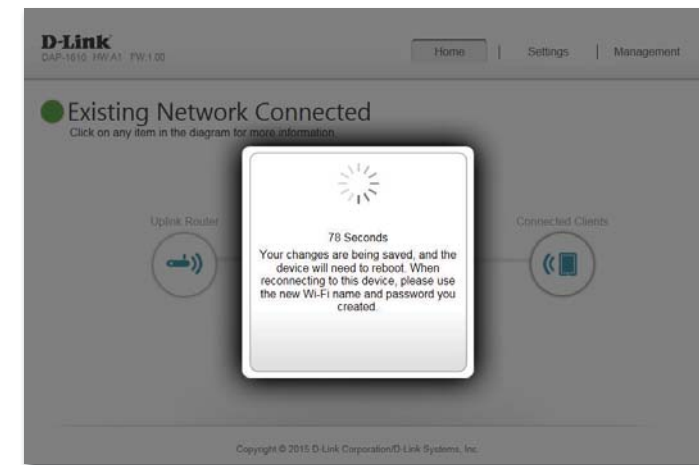 D-Link
DAP-1610 HW:A1 FW:1.00
Home | Settings | Management
Existing Network Connected
Click on any item in the diagram for more information.
Uplink Router
Connected Clients
78 Seconds
Your changes are being saved, and the
device will need to reboot. When
reconnecting to this device, please use
the new Wi-Fi name and password you
created.
Copyright © 2015 D-Link Corporation/D-Link Systems, Inc.